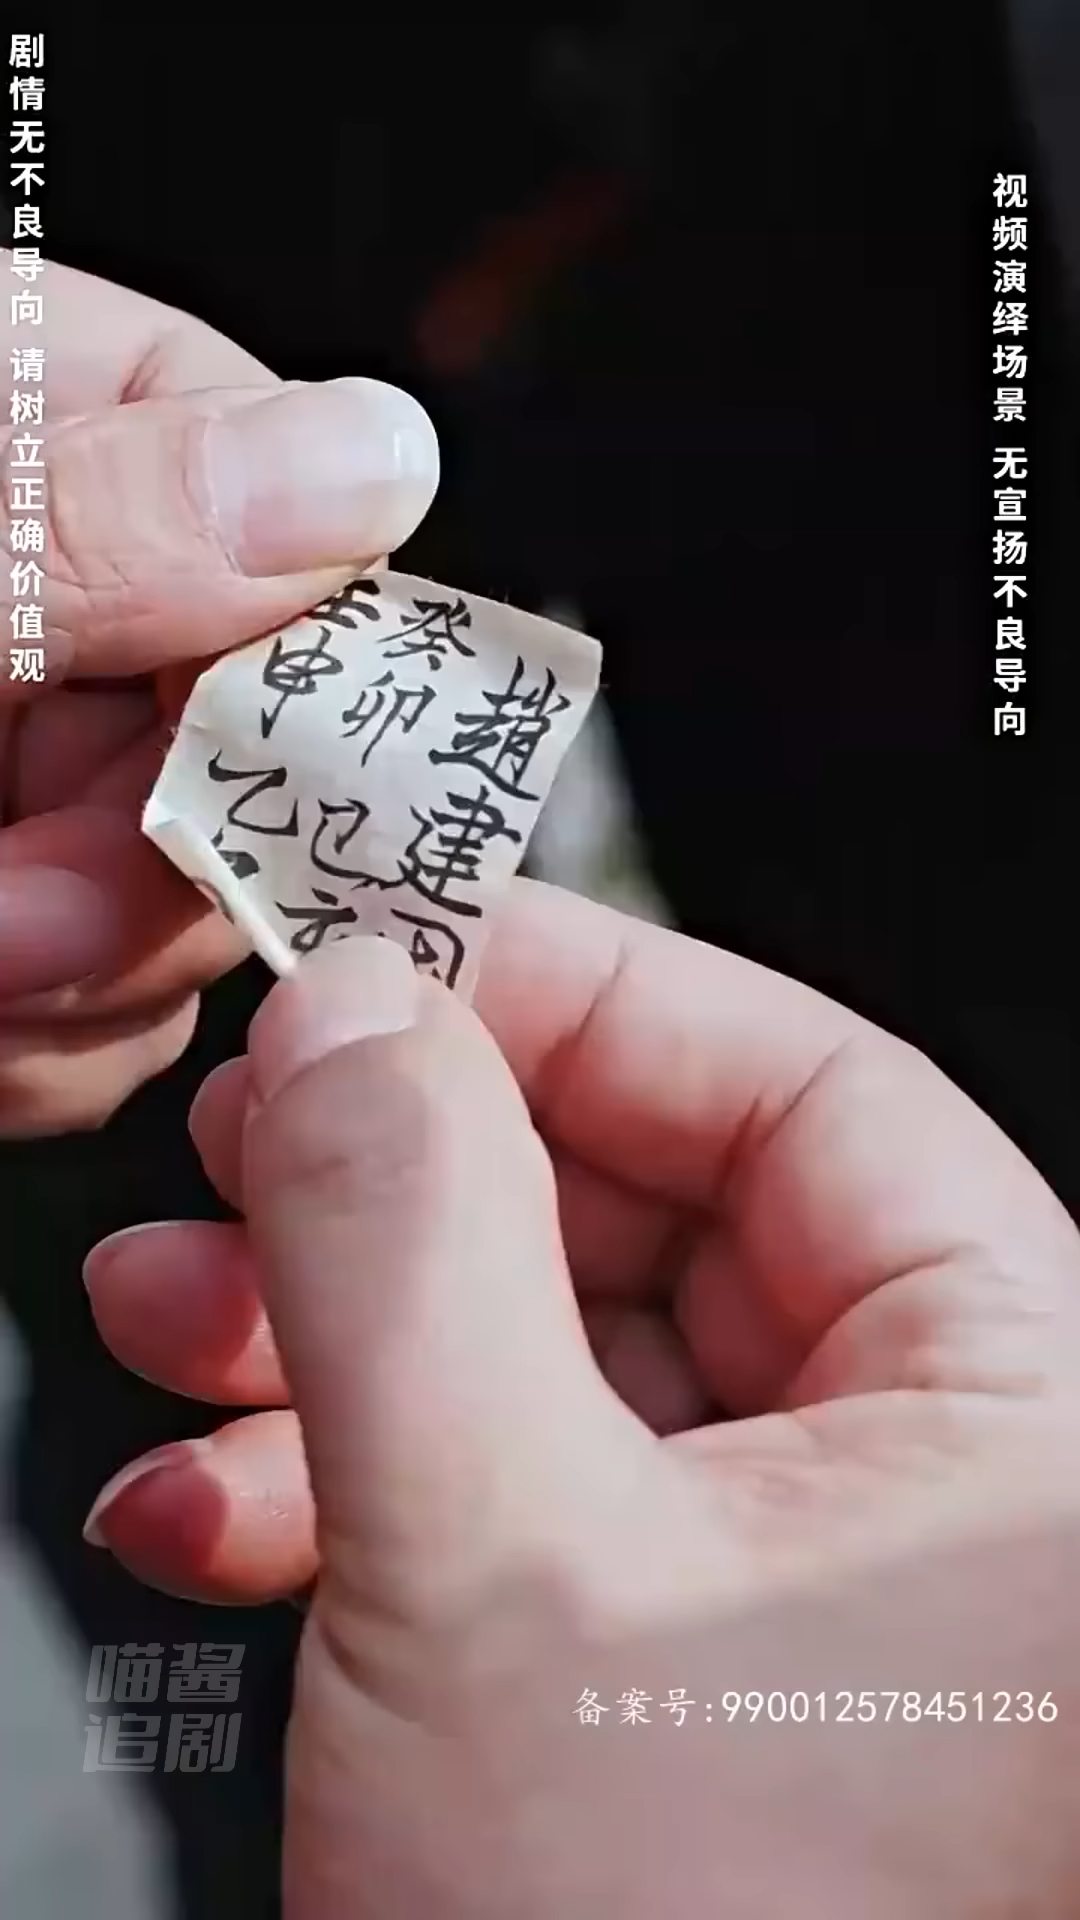 剧情无不良导向 请树立正确价值观
视频演绎场景 无宣扬不良导向
趙建
癸卯 已
壬申 乙
喵酱
追剧
备案号:990012578451236